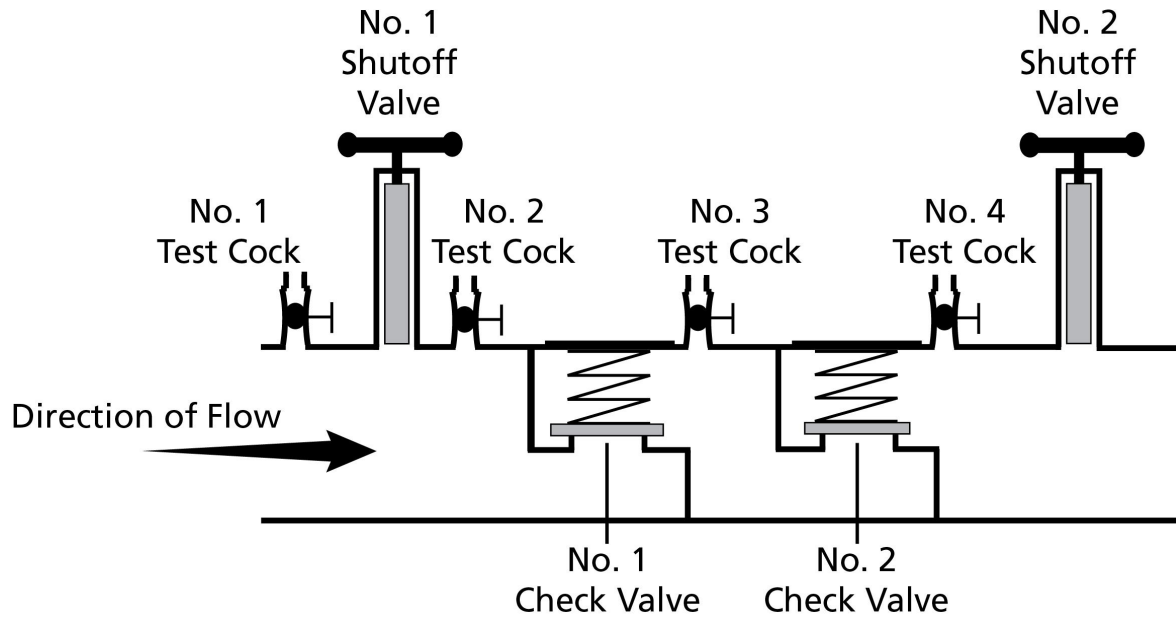 No. 1
Shutoff
Valve
No. 2
Shutoff
Valve
No. 1
Test Cock
No. 2
Test Cock
No. 3
Test Cock
No. 4
Test Cock
Direction of Flow
No. 1
Check Valve
No. 2
Check Valve